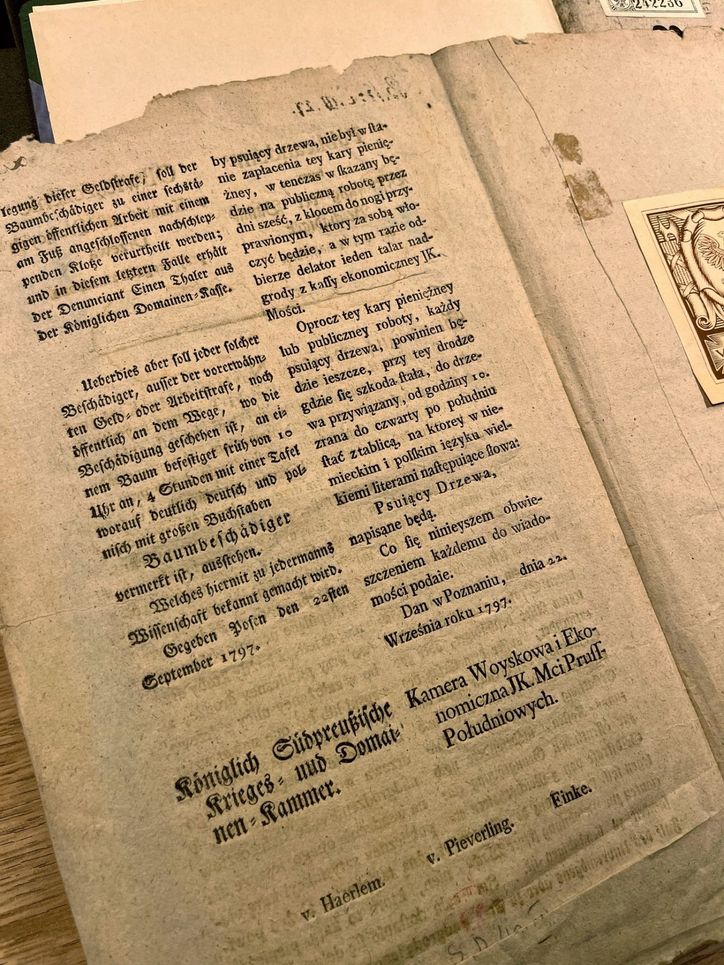 242236
legung dieser Geldstrafe, soll der
Baumbeschädiger zu einer sechstä-
gigen öffentlichen Arbeit mit einem
am Fuß angeschlossenen nachschlep-
penden Kloße verurtheilt werden;
und in diesem letztern Falle erhält
der Denunciant Einen Thaler aus
der Königlichen Domainen-Kasse.
Ueberdies aber soll jeder solcher
Beschädiger, ausser der vorerwähn-
ten Geld- oder Arbeitstrafe, noch
öffentlich an dem Wege, wo die
Beschädigung geschehen ist, an ei-
nem Baum befestiget früh von 10
Uhr an, 4 Stunden mit einer Tafel
worauf deutlich deutsch und pol-
nisch mit großen Buchstaben
Baumbeschädiger
vermerkt ist, ausstehen.
Welches hiermit zu jedermanns
Wissenschaft bekannt gemacht wird.
Gegeben Posen den 22sten
September 1797.
Königlich Südpreußische
Krieges- und Domai-
nen-Kammer.
by psuiący drzewa, nie był w ſta-
nie zapłacenia tey kary pienię-
żney, w tenczas w ſkazany bę-
dzie na publiczną robotę przez
dni sześć, z klocem do nogi przy-
prawionym, ktory za sobą wło-
czyć będzie, a w tym razie od-
bierze delator ieden talar nad-
grody z kaſſy ekonomiczney JK.
Mości.
Oprocz tey kary pieniężney
lub publiczney roboty, każdy
psuiący drzewa, powinien bę-
dzie ieszcze, przy tey drodze
gdzie ſię szkoda ſtała, do drze-
wa przywiązany, od godziny 10.
zrana do czwarty po południu
ſtać z tablicą, na ktorey w nie-
mieckim i polſkim ięzyku wiel-
kiemi literami naſtępuiące ſłowa:
Psuiący Drzewa,
napisane będą.
Co ſię ninieyszem obwie-
szczeniem każdemu do wiado-
mości podaie.
Dan w Poznaniu, dnia 22.
Września roku 1797.
Kamera Woyskowa i Eko-
nomiczna JK. Mci Pruſſ-
Południowych.
v. Haerlem. v. Pieverling. Finke.